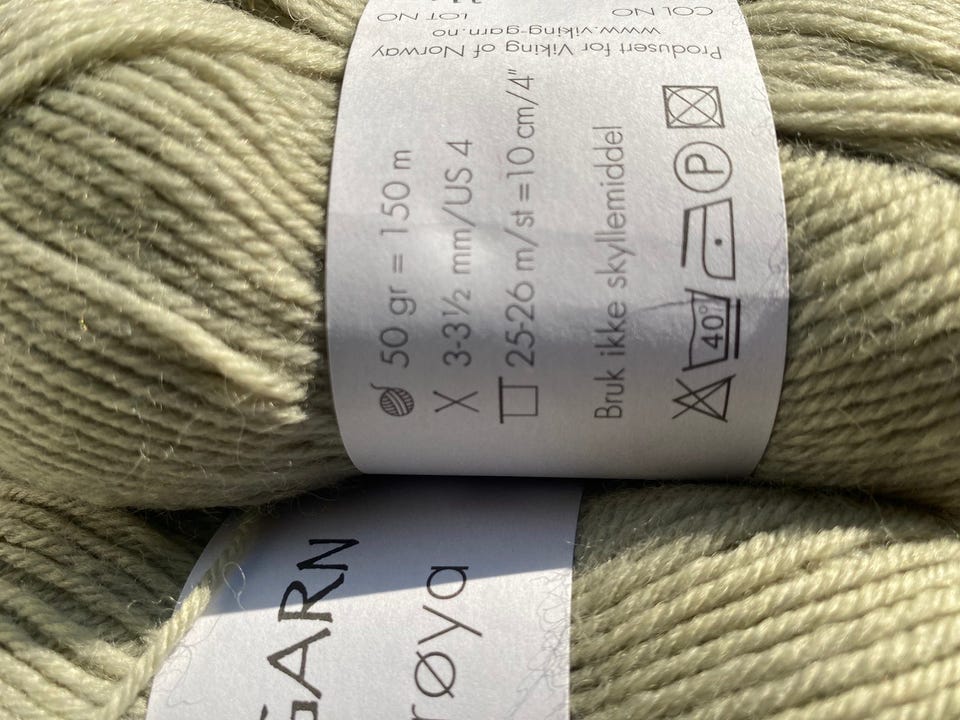 COL NO
LOT NO
www.viking-garn.no
Produsert for Viking of Norway
50 gr = 150 m
3-3½ mm/US 4
25-26 m/st = 10 cm/4"
Bruk ikke skyllemiddel
40°
P
GARN
røya